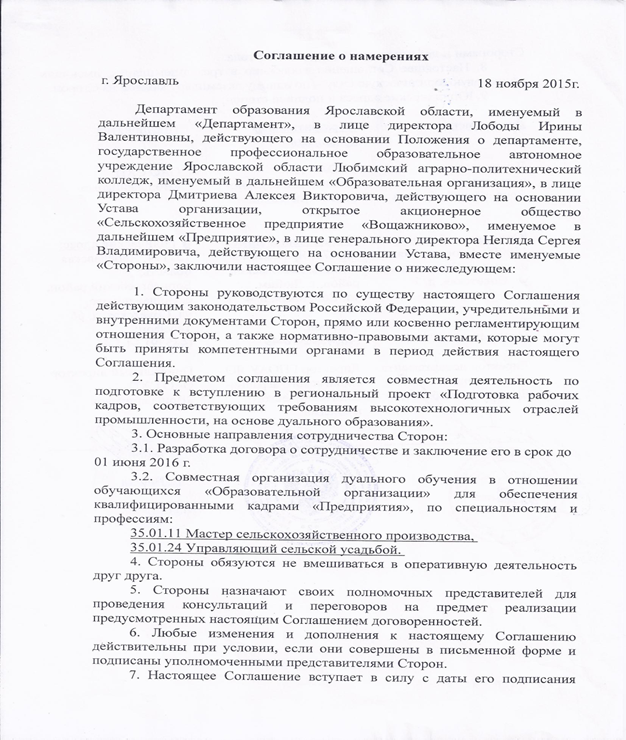 Соглашение о намерениях
г. Ярославль 18 ноября 2015г.
Департамент образования Ярославской области, именуемый в
дальнейшем «Департамент», в лице директора Лободы Ирины
Валентиновны, действующего на основании Положения о департаменте,
государственное профессиональное образовательное автономное
учреждение Ярославской области Любимский аграрно-политехнический
колледж, именуемый в дальнейшем «Образовательная организация», в лице
директора Дмитриева Алексея Викторовича, действующего на основании
Устава организации, открытое акционерное общество
«Сельскохозяйственное предприятие «Вощажниково», именуемое в
дальнейшем «Предприятие», в лице генерального директора Негляда Сергея
Владимировича, действующего на основании Устава, вместе именуемые
«Стороны», заключили настоящее Соглашение о нижеследующем:
1. Стороны руководствуются по существу настоящего Соглашения
действующим законодательством Российской Федерации, учредительными и
внутренними документами Сторон, прямо или косвенно регламентирующим
отношения Сторон, а также нормативно-правовыми актами, которые могут
быть приняты компетентными органами в период действия настоящего
Соглашения.
2. Предметом соглашения является совместная деятельность по
подготовке к вступлению в региональный проект «Подготовка рабочих
кадров, соответствующих требованиям высокотехнологичных отраслей
промышленности, на основе дуального образования».
3. Основные направления сотрудничества Сторон:
3.1. Разработка договора о сотрудничестве и заключение его в срок до
01 июня 2016 г.
3.2. Совместная организация дуального обучения в отношении
обучающихся «Образовательной организации» для обеспечения
квалифицированными кадрами «Предприятия», по специальностям и
профессиям:
35.01.11 Мастер сельскохозяйственного производства,
35.01.24 Управляющий сельской усадьбой.
4. Стороны обязуются не вмешиваться в оперативную деятельность
друг друга.
5. Стороны назначают своих полномочных представителей для
проведения консультаций и переговоров на предмет реализации
предусмотренных настоящим Соглашением договоренностей.
6. Любые изменения и дополнения к настоящему Соглашению
действительны при условии, если они совершены в письменной форме и
подписаны уполномоченными представителями Сторон.
7. Настоящее Соглашение вступает в силу с даты его подписания